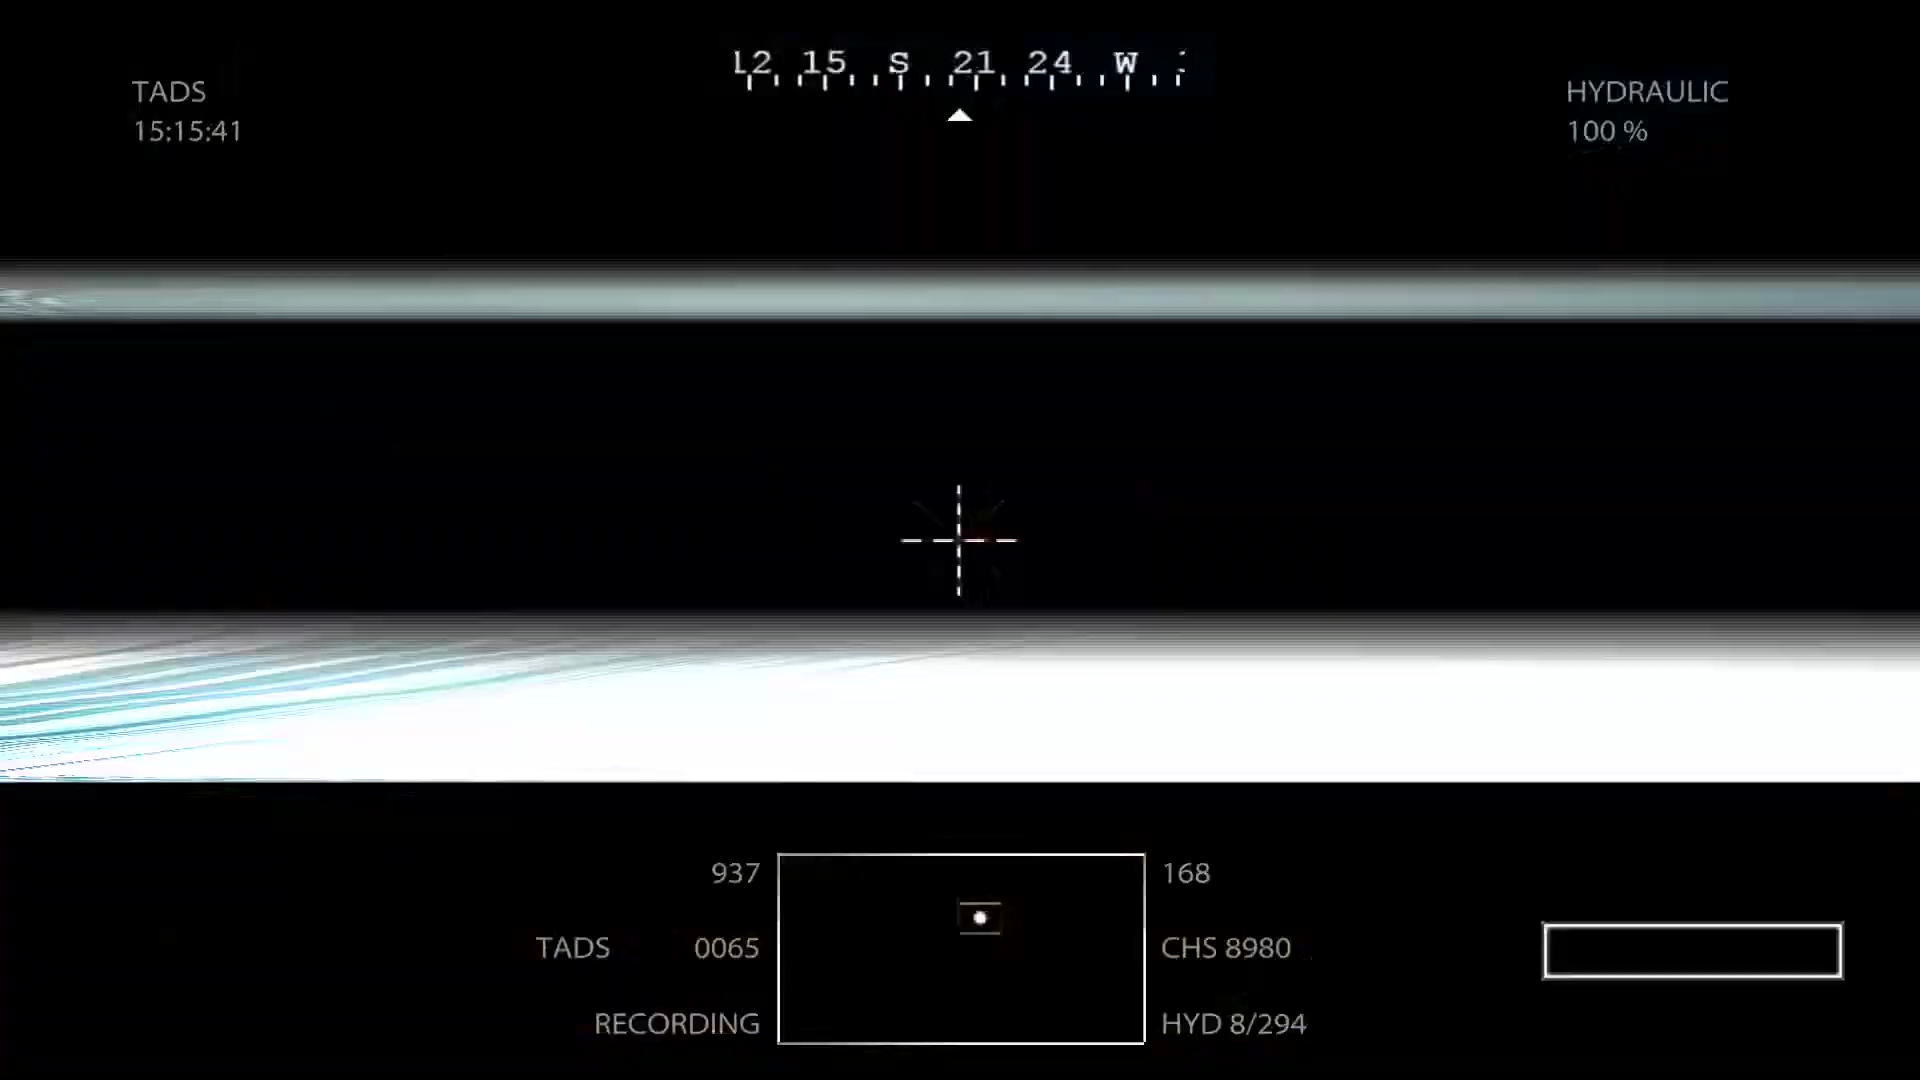 12 15 S 21 24 W
TADS
15:15:41
HYDRAULIC
100 %
937
168
TADS 0065
CHS 8980
RECORDING
HYD 8/294